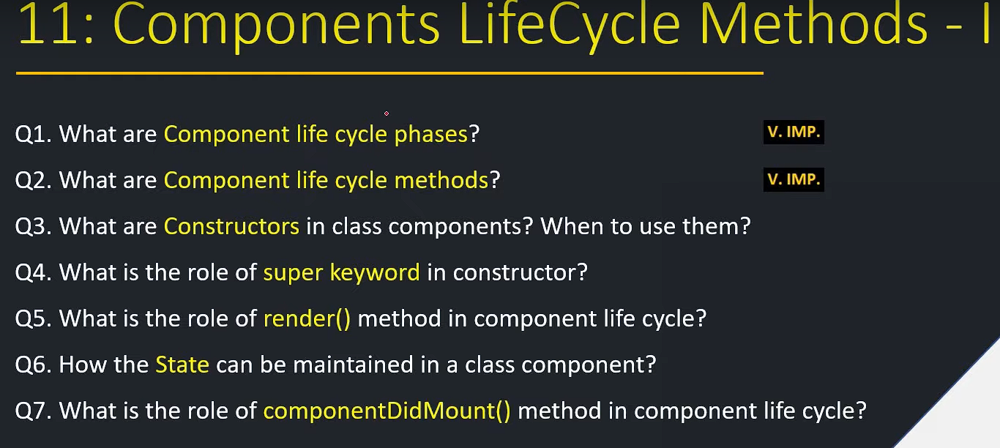 11: Components LifeCycle Methods - I
Q1. What are Component life cycle phases?
V. IMP.
Q2. What are Component life cycle methods?
V. IMP.
Q3. What are Constructors in class components? When to use them?
Q4. What is the role of super keyword in constructor?
Q5. What is the role of render() method in component life cycle?
Q6. How the State can be maintained in a class component?
Q7. What is the role of componentDidMount() method in component life cycle?